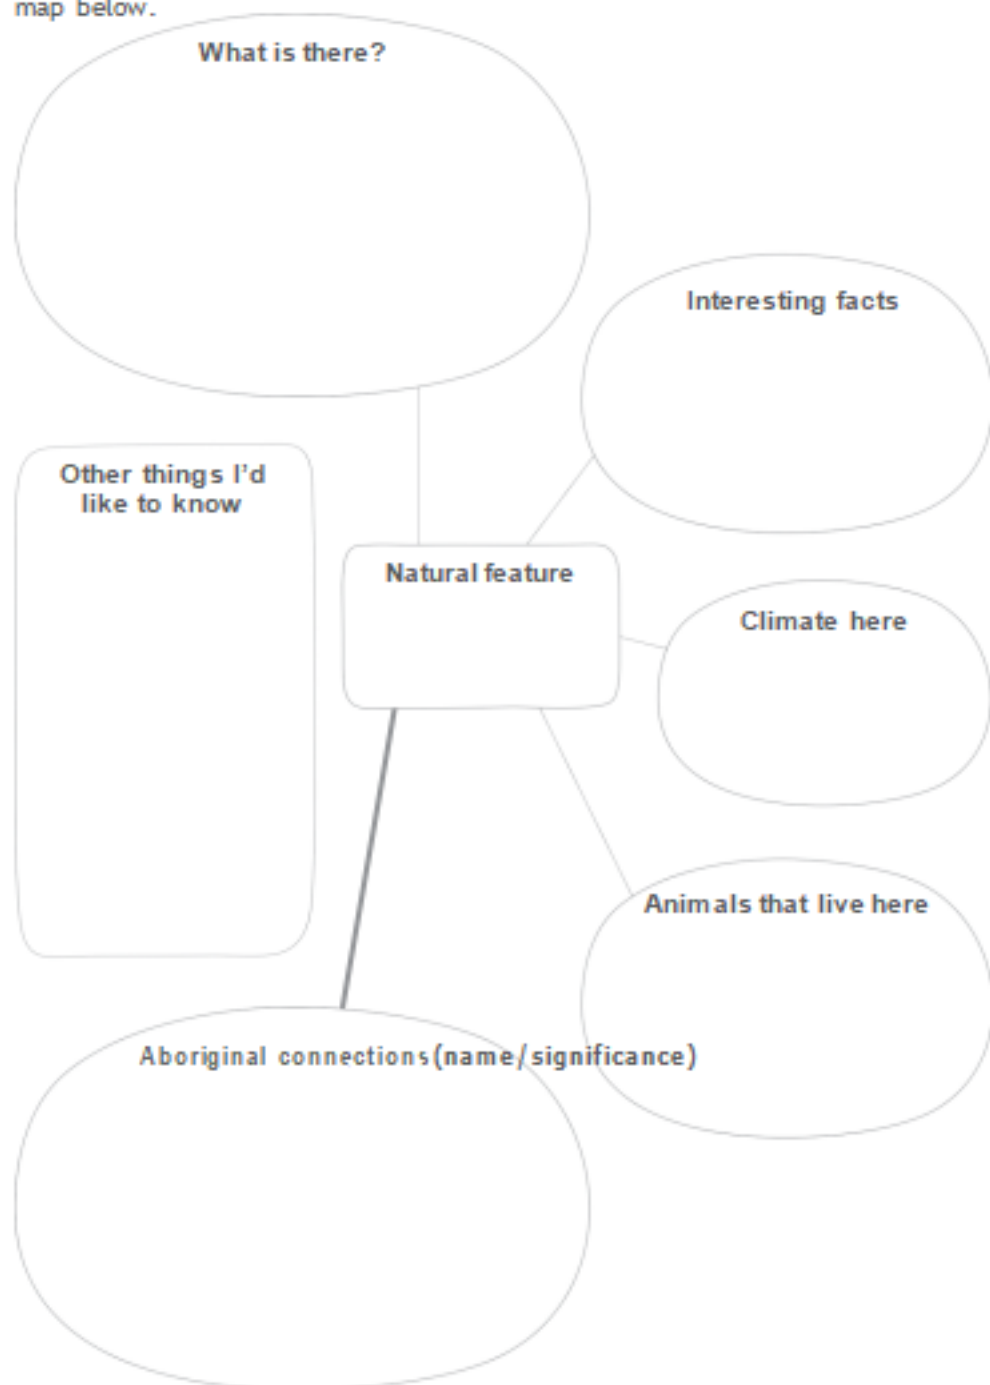 map below.
What is there?
Interesting facts
Other things I'd
like to know
Natural feature
Climate here
Animals that live here
Aboriginal connections (name/significance)